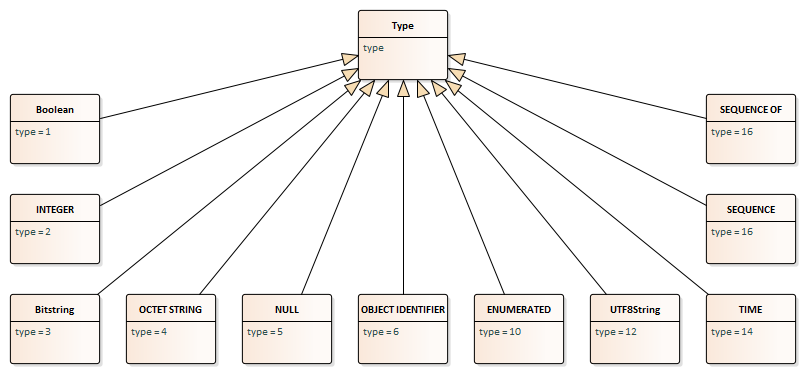 Type
type
Boolean
type = 1
SEQUENCE OF
type = 16
INTEGER
type = 2
SEQUENCE
type = 16
Bitstring
type = 3
OCTET STRING
type = 4
NULL
type = 5
OBJECT IDENTIFIER
type = 6
ENUMERATED
type = 10
UTF8String
type = 12
TIME
type = 14